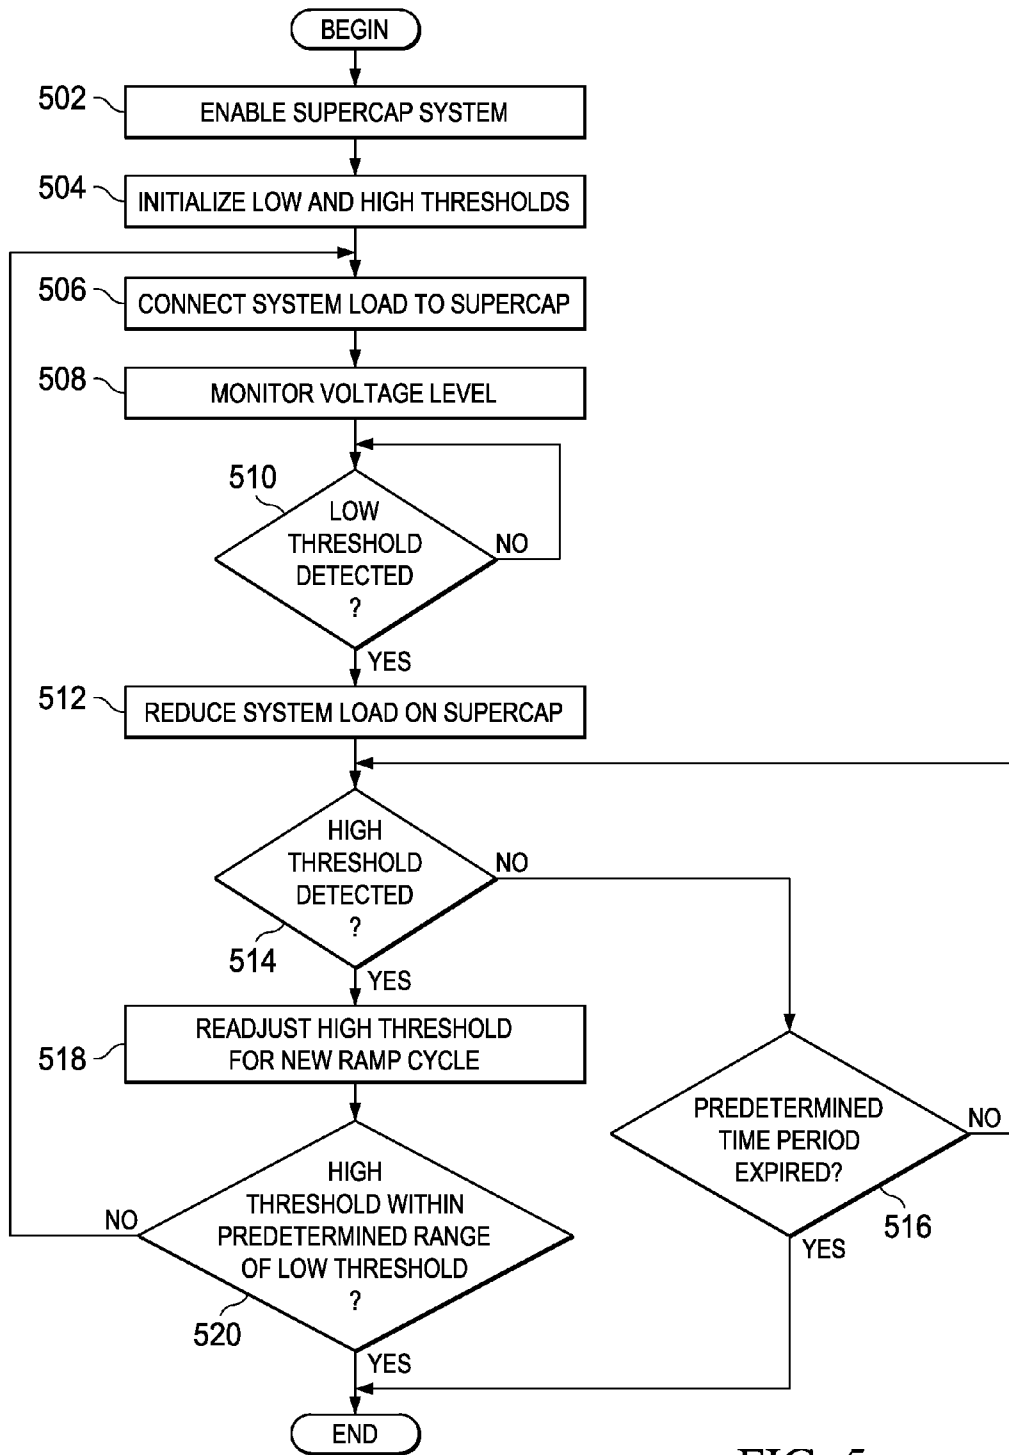 BEGIN
502
ENABLE SUPERCAP SYSTEM
504
INITIALIZE LOW AND HIGH THRESHOLDS
506
CONNECT SYSTEM LOAD TO SUPERCAP
508
MONITOR VOLTAGE LEVEL
510
LOW
THRESHOLD
DETECTED
?
NO
YES
512
REDUCE SYSTEM LOAD ON SUPERCAP
HIGH
THRESHOLD
DETECTED
?
NO
514
YES
518
READJUST HIGH THRESHOLD
FOR NEW RAMP CYCLE
PREDETERMINED
TIME PERIOD
EXPIRED?
NO
516
YES
HIGH
THRESHOLD WITHIN
PREDETERMINED RANGE
OF LOW THRESHOLD
?
NO
520
YES
END
FIG. 5